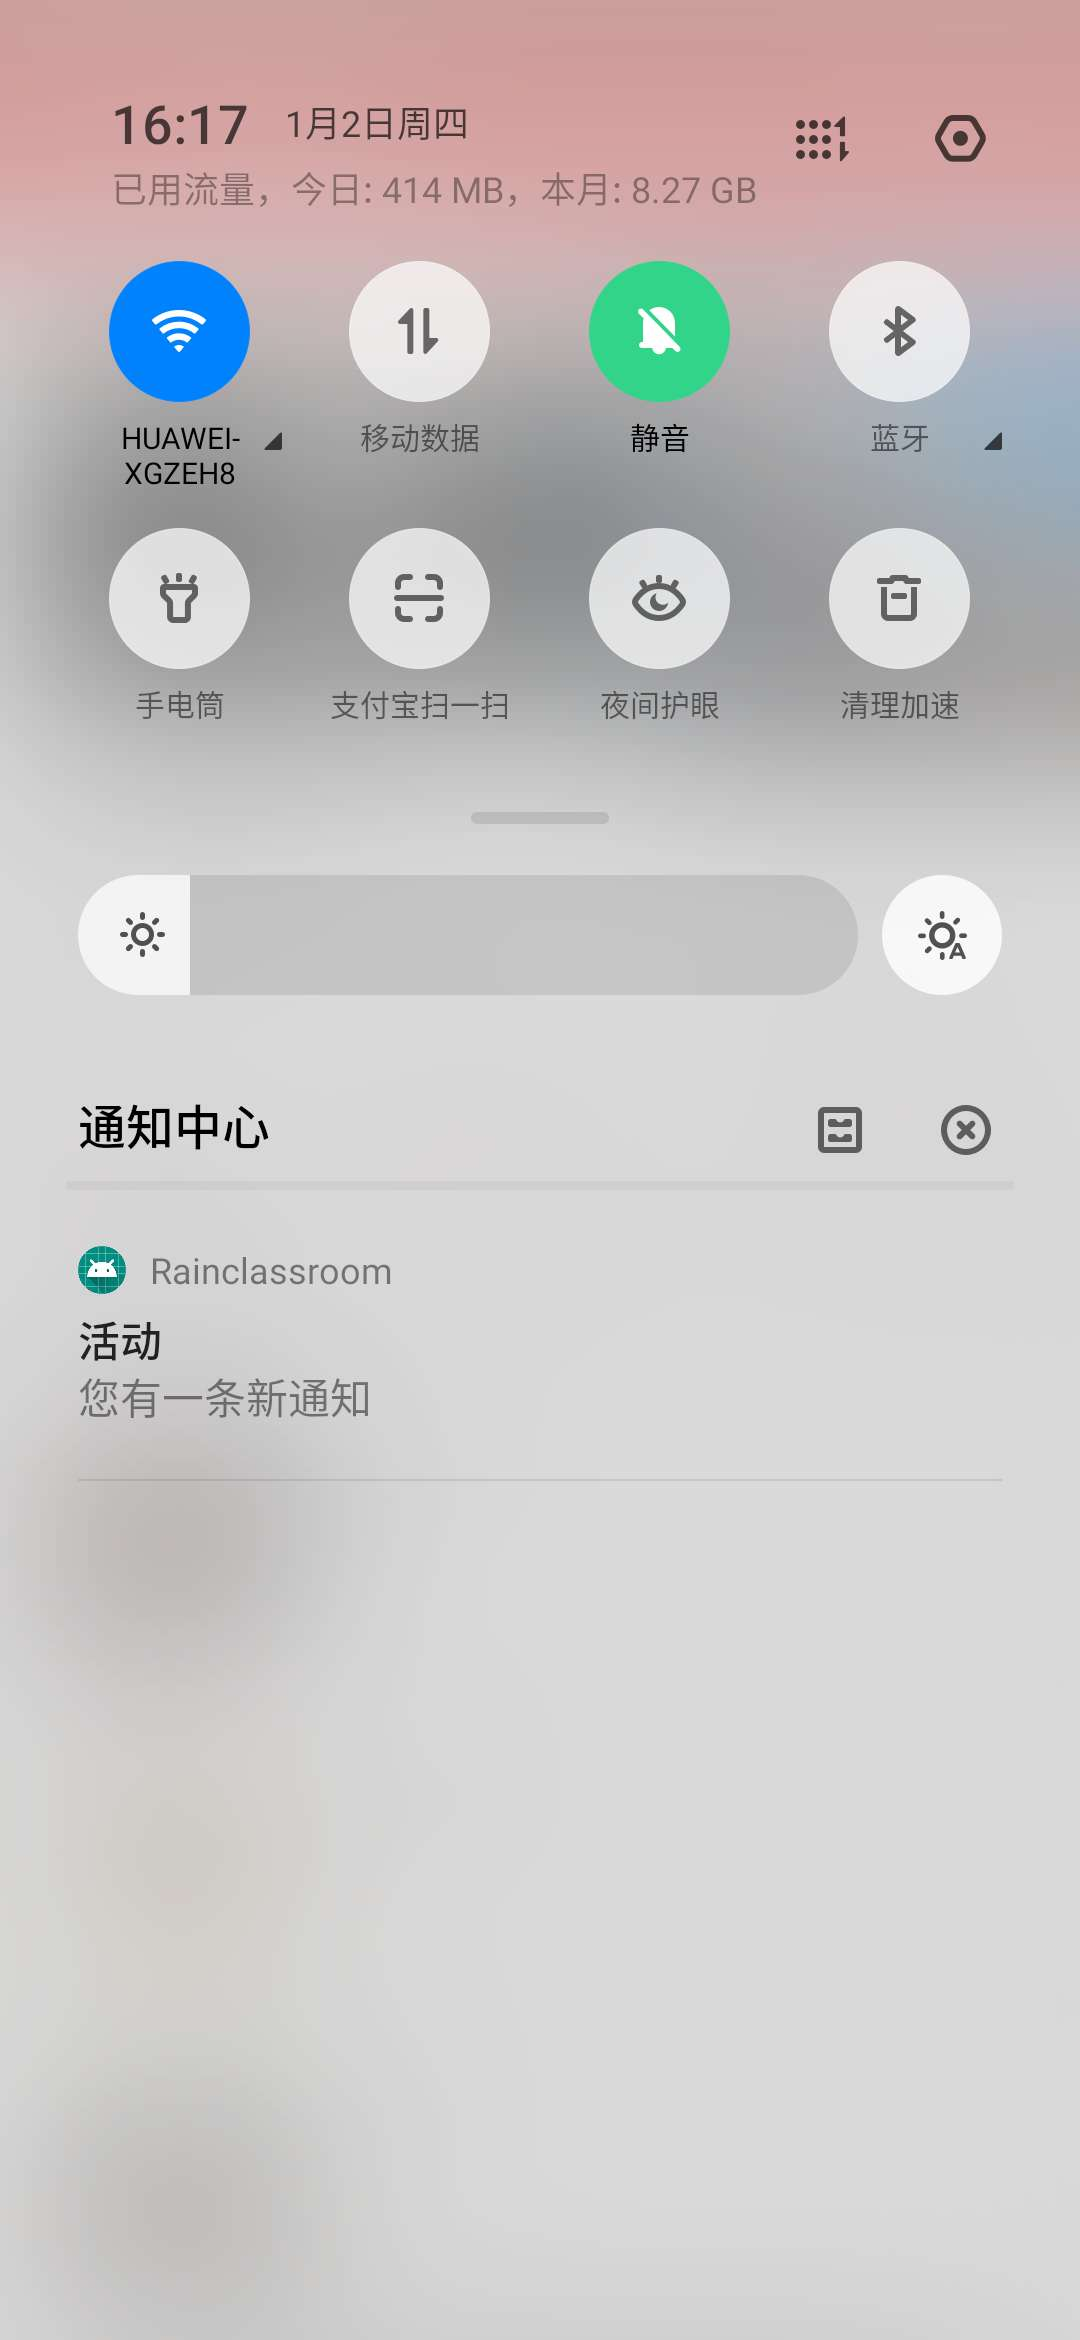 16:17 1月2日周四
已用流量，今日: 414 MB，本月: 8.27 GB
HUAWEI-
XGZEH8
移动数据
静音
蓝牙
手电筒
支付宝扫一扫
夜间护眼
清理加速
A
通知中心
Rainclassroom
活动
您有一条新通知